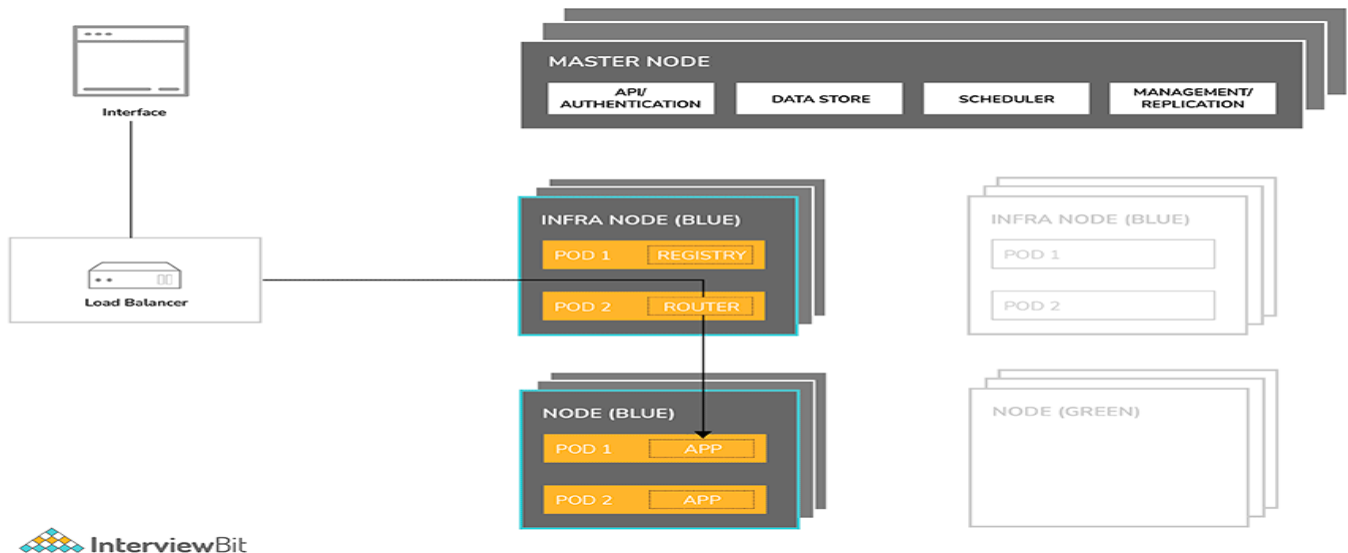 Interface
Load Balancer
MASTER NODE
API/
AUTHENTICATION
DATA STORE
SCHEDULER
MANAGEMENT/
REPLICATION
INFRA NODE (BLUE)
POD 1 REGISTRY
POD 2 ROUTER
INFRA NODE (BLUE)
POD 1
POD 2
NODE (BLUE)
POD 1 APP
POD 2 APP
NODE (GREEN)
InterviewBit